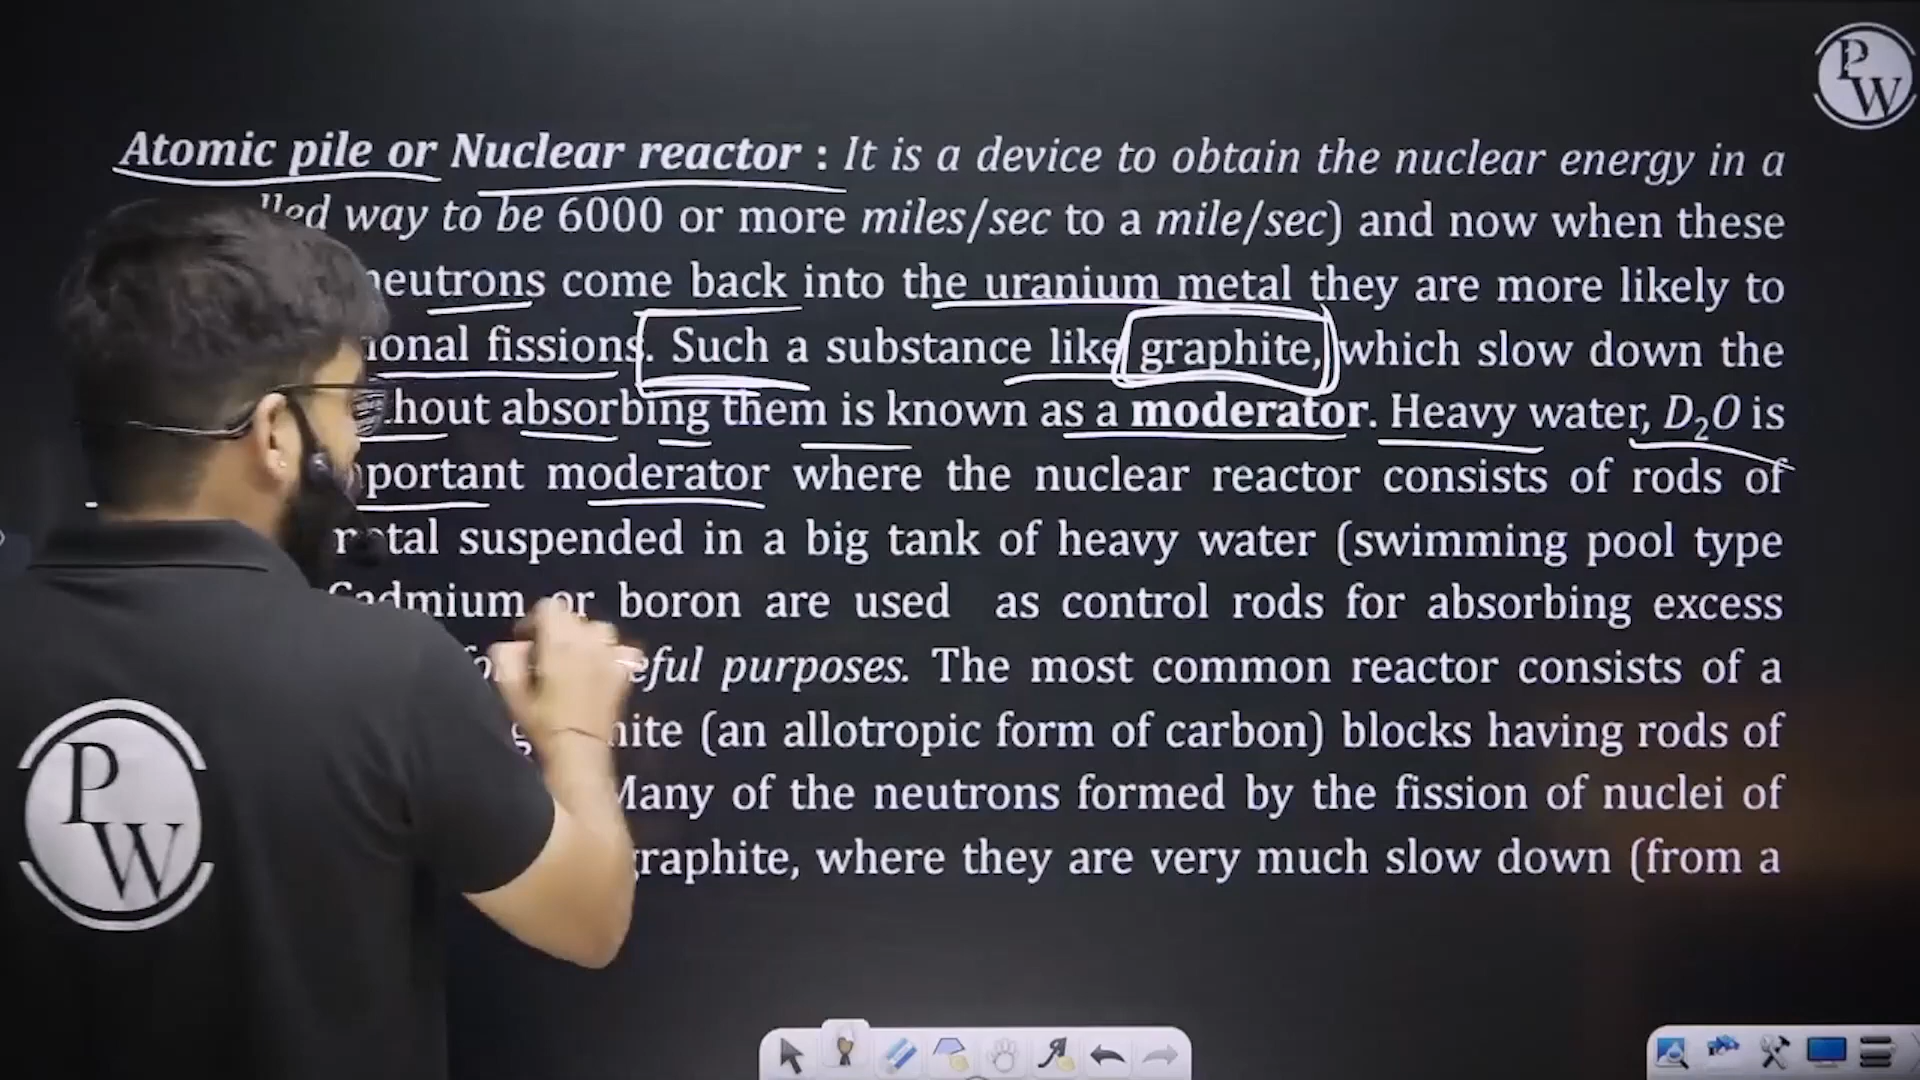 P
W
Atomic pile or Nuclear reactor : It is a device to obtain the nuclear energy in a
way to be 6000 or more miles/sec to a mile/sec) and now when these
neutrons come back into the uranium metal they are more likely to
fissions. Such a substance like graphite, which slow down the
absorbing them is known as a moderator. Heavy water, D₂O is
moderator where the nuclear reactor consists of rods of
metal suspended in a big tank of heavy water (swimming pool type
Cadmium or boron are used as control rods for absorbing excess
purposes. The most common reactor consists of a
(an allotropic form of carbon) blocks having rods of
Many of the neutrons formed by the fission of nuclei of
graphite, where they are very much slow down (from a
P
W